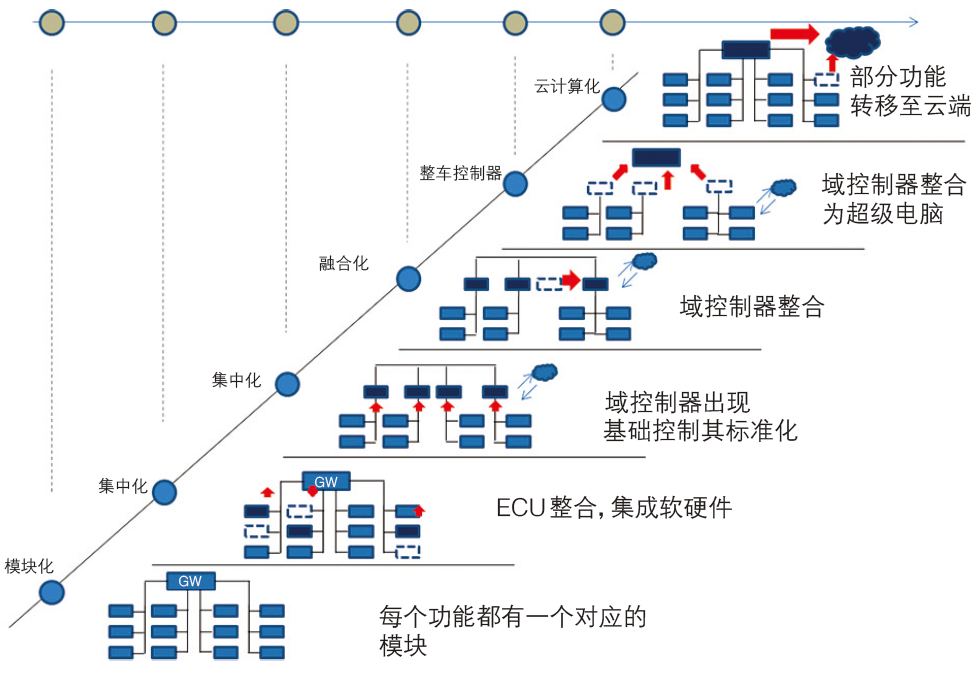 云计算化
部分功能
转移至云端
整车控制器
域控制器整合
为超级电脑
融合化
域控制器整合
集中化
域控制器出现
基础控制其标准化
集中化
GW
ECU整合，集成软硬件
模块化
GW
每个功能都有一个对应的
模块